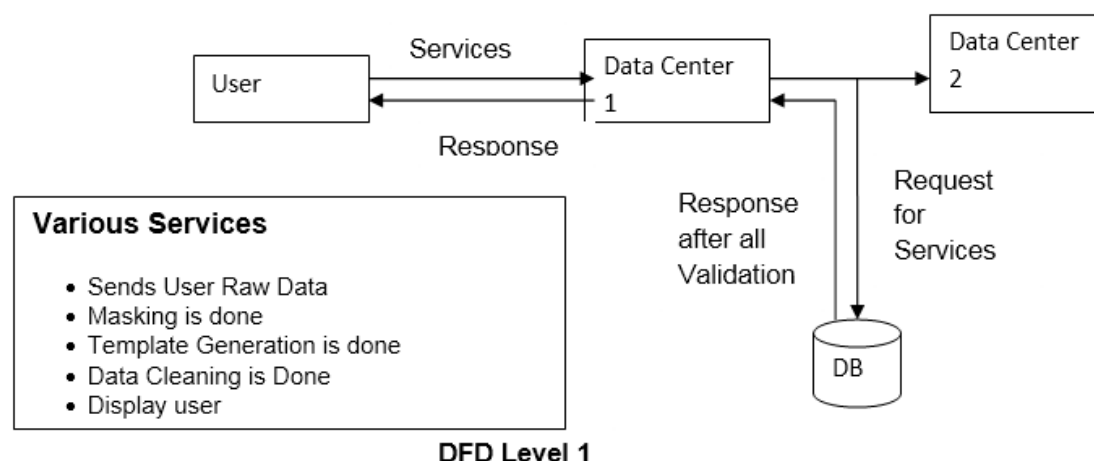 Services
User
Data Center
1
Data Center
2
Response
Response
after all
Validation
Request
for
Services
DB
Various Services
• Sends User Raw Data
• Masking is done
• Template Generation is done
• Data Cleaning is Done
• Display user
DFD Level 1